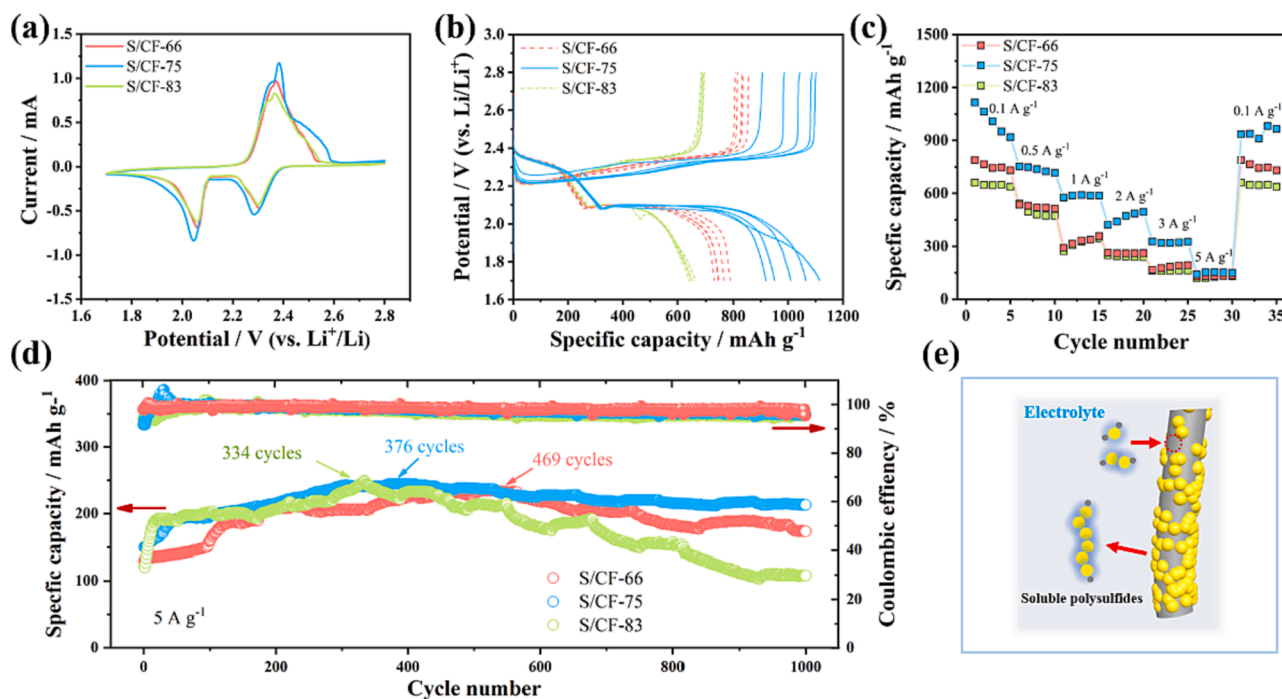 (a)
S/CF-66
S/CF-75
S/CF-83
1.5
1.0
0.5
0.0
-0.5
-1.0
-1.5
Current / mA
1.8
2.0
2.2
2.4
2.6
2.8
Potential / V (vs. Li⁺/Li)
(b)
S/CF-66
S/CF-75
S/CF-83
3.0
2.8
2.6
2.4
2.2
2.0
1.8
1.6
Potential / V (vs. Li/Li⁺)
0
200
400
600
800
1000
1200
Specific capacity / mAh g⁻¹
(c)
S/CF-66
S/CF-75
S/CF-83
1500
1200
900
600
300
0
Specfic capacity / mAh g⁻¹
0.1 A g⁻¹
0.5 A g⁻¹
1 A g⁻¹
2 A g⁻¹
3 A g⁻¹
5 A g⁻¹
0.1 A g⁻¹
0
5
10
15
20
25
30
35
Cycle number
(d)
400
350
300
250
200
150
100
0
Specfic capacity / mAh g-¹
334 cycles
376 cycles
469 cycles
5 A g⁻¹
S/CF-66
S/CF-75
S/CF-83
100
90
80
70
60
50
40
30
20
0
Coulombic effiency / %
0
200
400
600
800
1000
Cycle number
(e)
Electrolyte
Soluble polysulfides